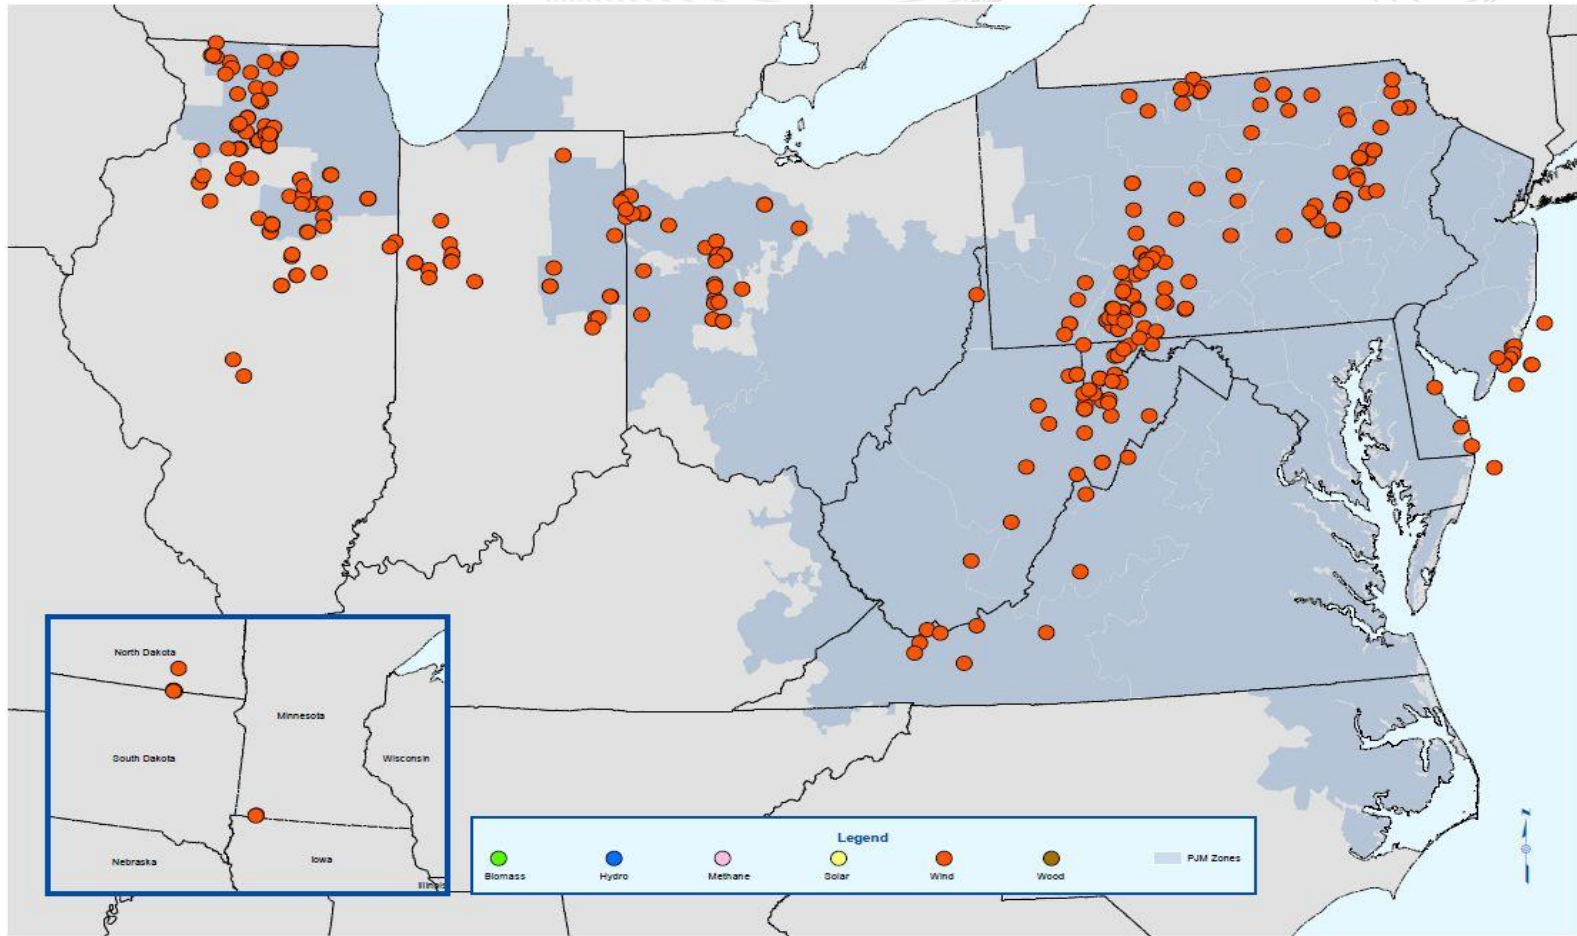 North Dakota
Minnesota
South Dakota
Wisconsin
Nebraska
Iowa
Illinois
Legend
Biomass
Hydro
Methane
Solar
Wind
Wood
PJM Zones
N